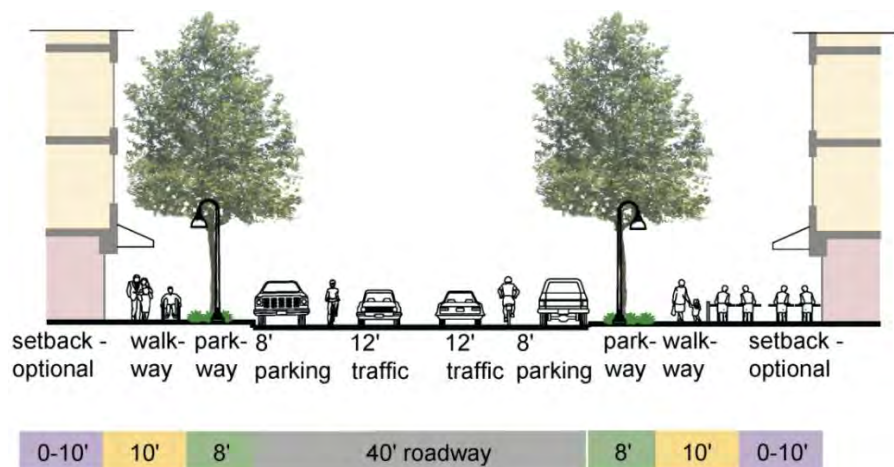 setback -
optional
walk-
way
park-
way
8'
parking
12'
traffic
12'
traffic
8'
parking
park-
way
walk-
way
setback -
optional
0-10'
10'
8'
40' roadway
8'
10'
0-10'